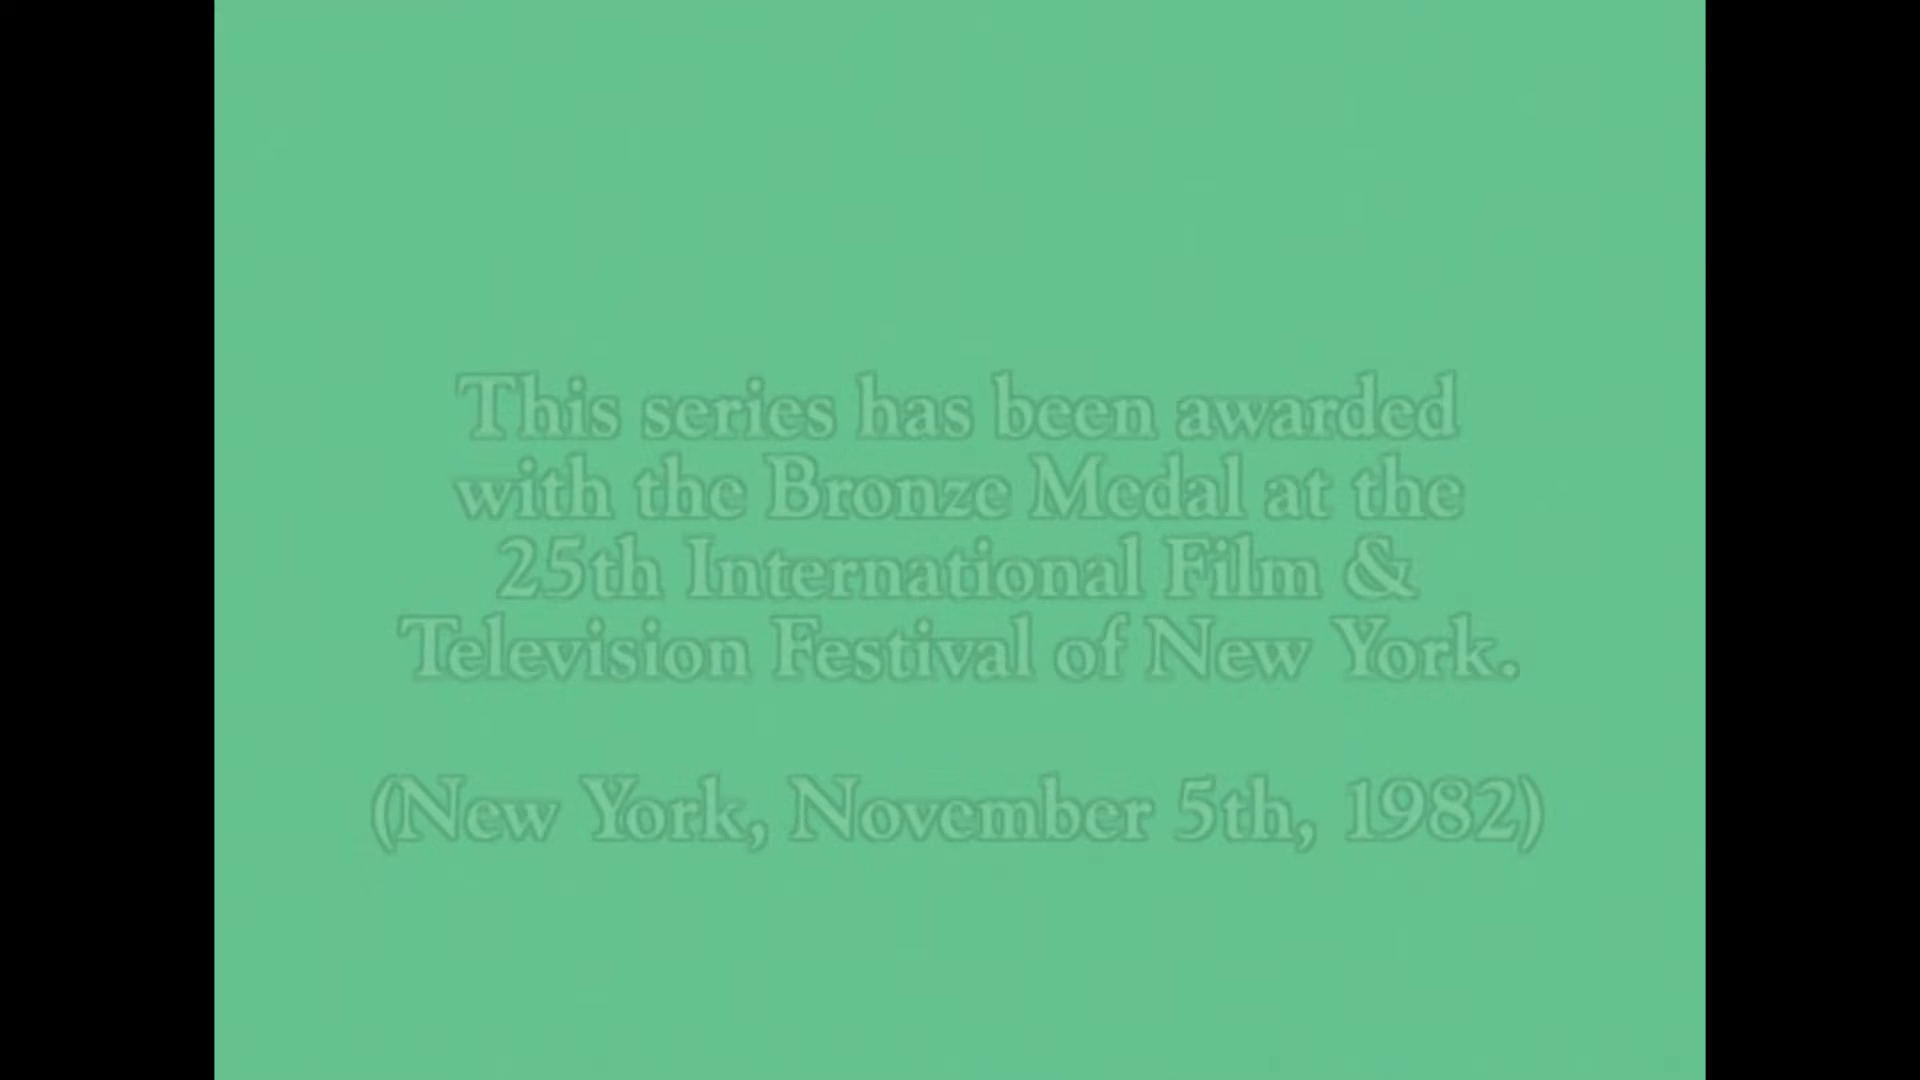 This series has been awarded
with the Bronze Medal at the
25th International Film &
Television Festival of New York.
(New York, November 5th, 1982)